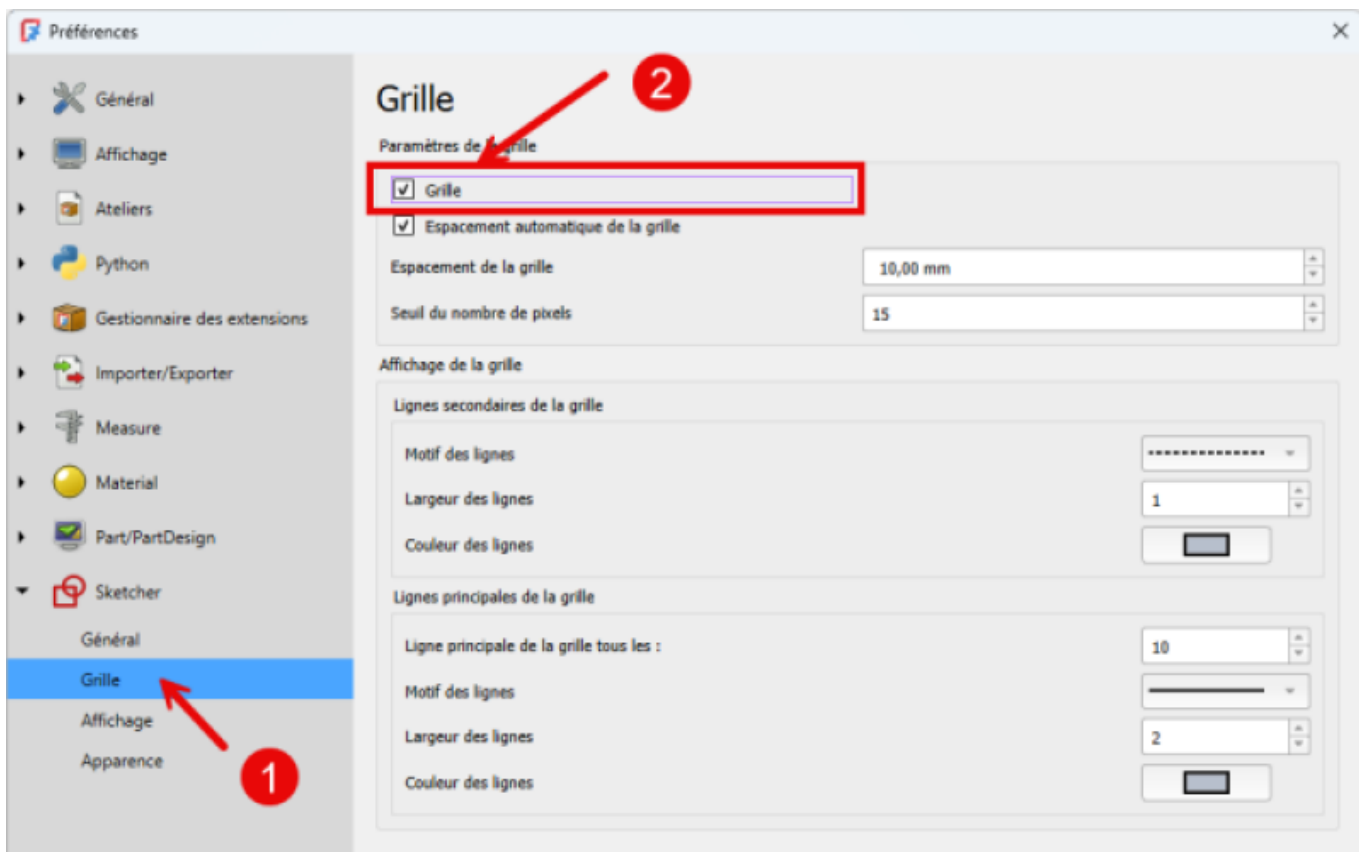 Préférences
Général
Affichage
Ateliers
Python
Gestionnaire des extensions
Importer/Exporter
Measure
Material
Part/PartDesign
Sketcher
Général
Grille
Affichage
Apparence
1
Grille
2
Paramètres de la grille
Grille
Espacement automatique de la grille
Espacement de la grille 10,00 mm
Seuil du nombre de pixels 15
Affichage de la grille
Lignes secondaires de la grille
Motif des lignes
Largeur des lignes 1
Couleur des lignes
Lignes principales de la grille
Ligne principale de la grille tous les : 10
Motif des lignes
Largeur des lignes 2
Couleur des lignes